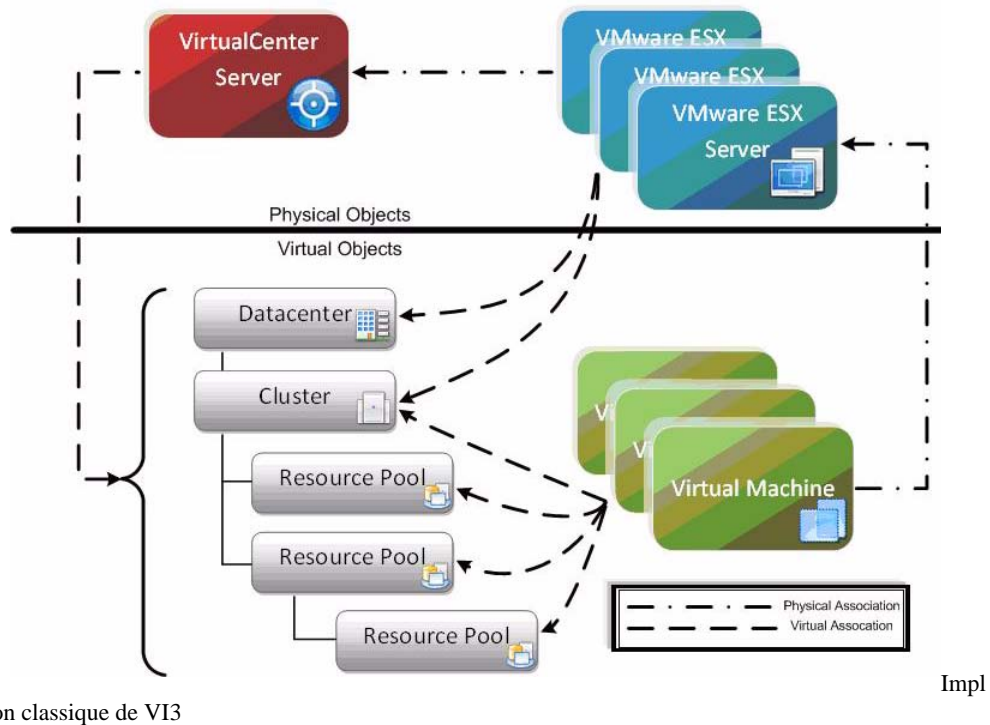 VirtualCenter
Server
VMware ESX
VMware ESX
VMware ESX
Server
Physical Objects
Virtual Objects
Datacenter
Cluster
Resource Pool
Resource Pool
Resource Pool
V
V
Virtual Machine
Physical Association
Virtual Assocation
Impl
on classique de VI3